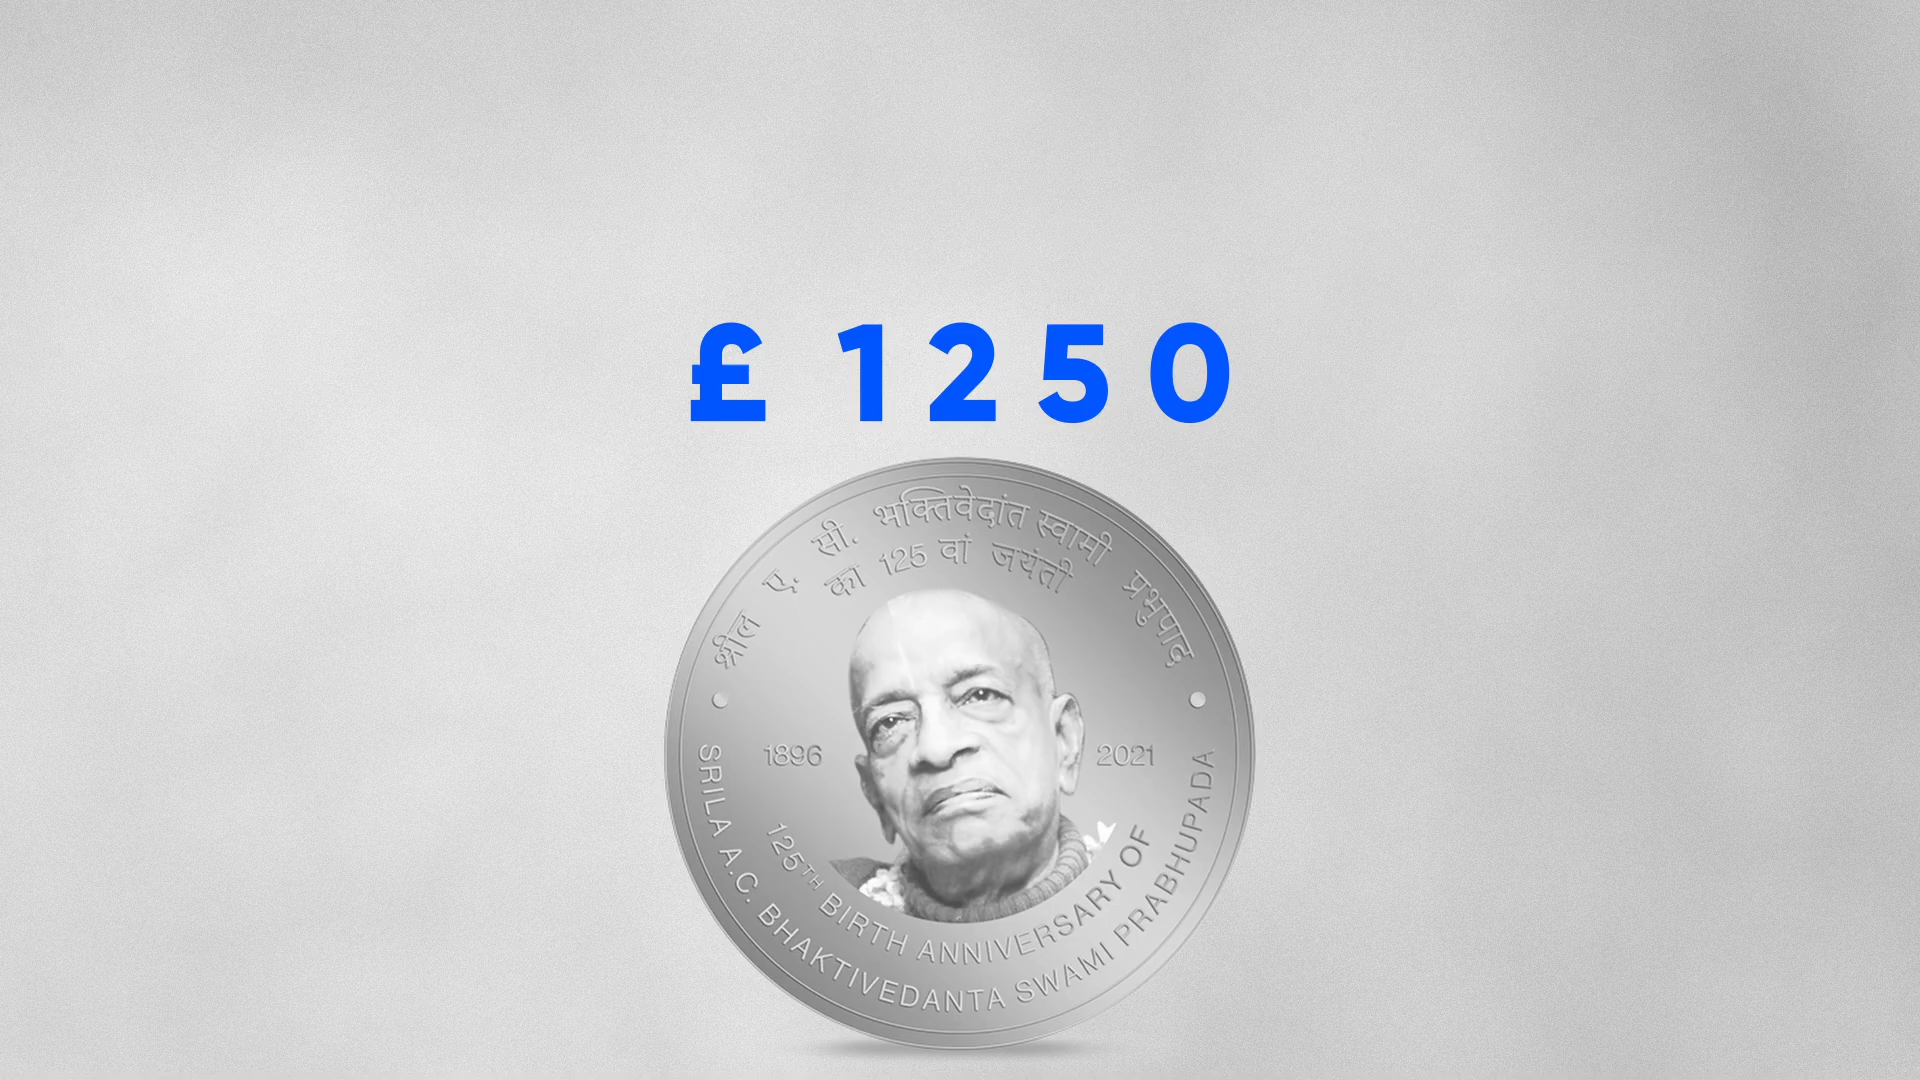 £ 1250
श्रील ए. सी. भक्तिवेदांत स्वामी प्रभुपाद
का 125 वां जयंती
1896
2021
125TH BIRTH ANNIVERSARY OF
SRILA A.C. BHAKTIVEDANTA SWAMI PRABHUPADA